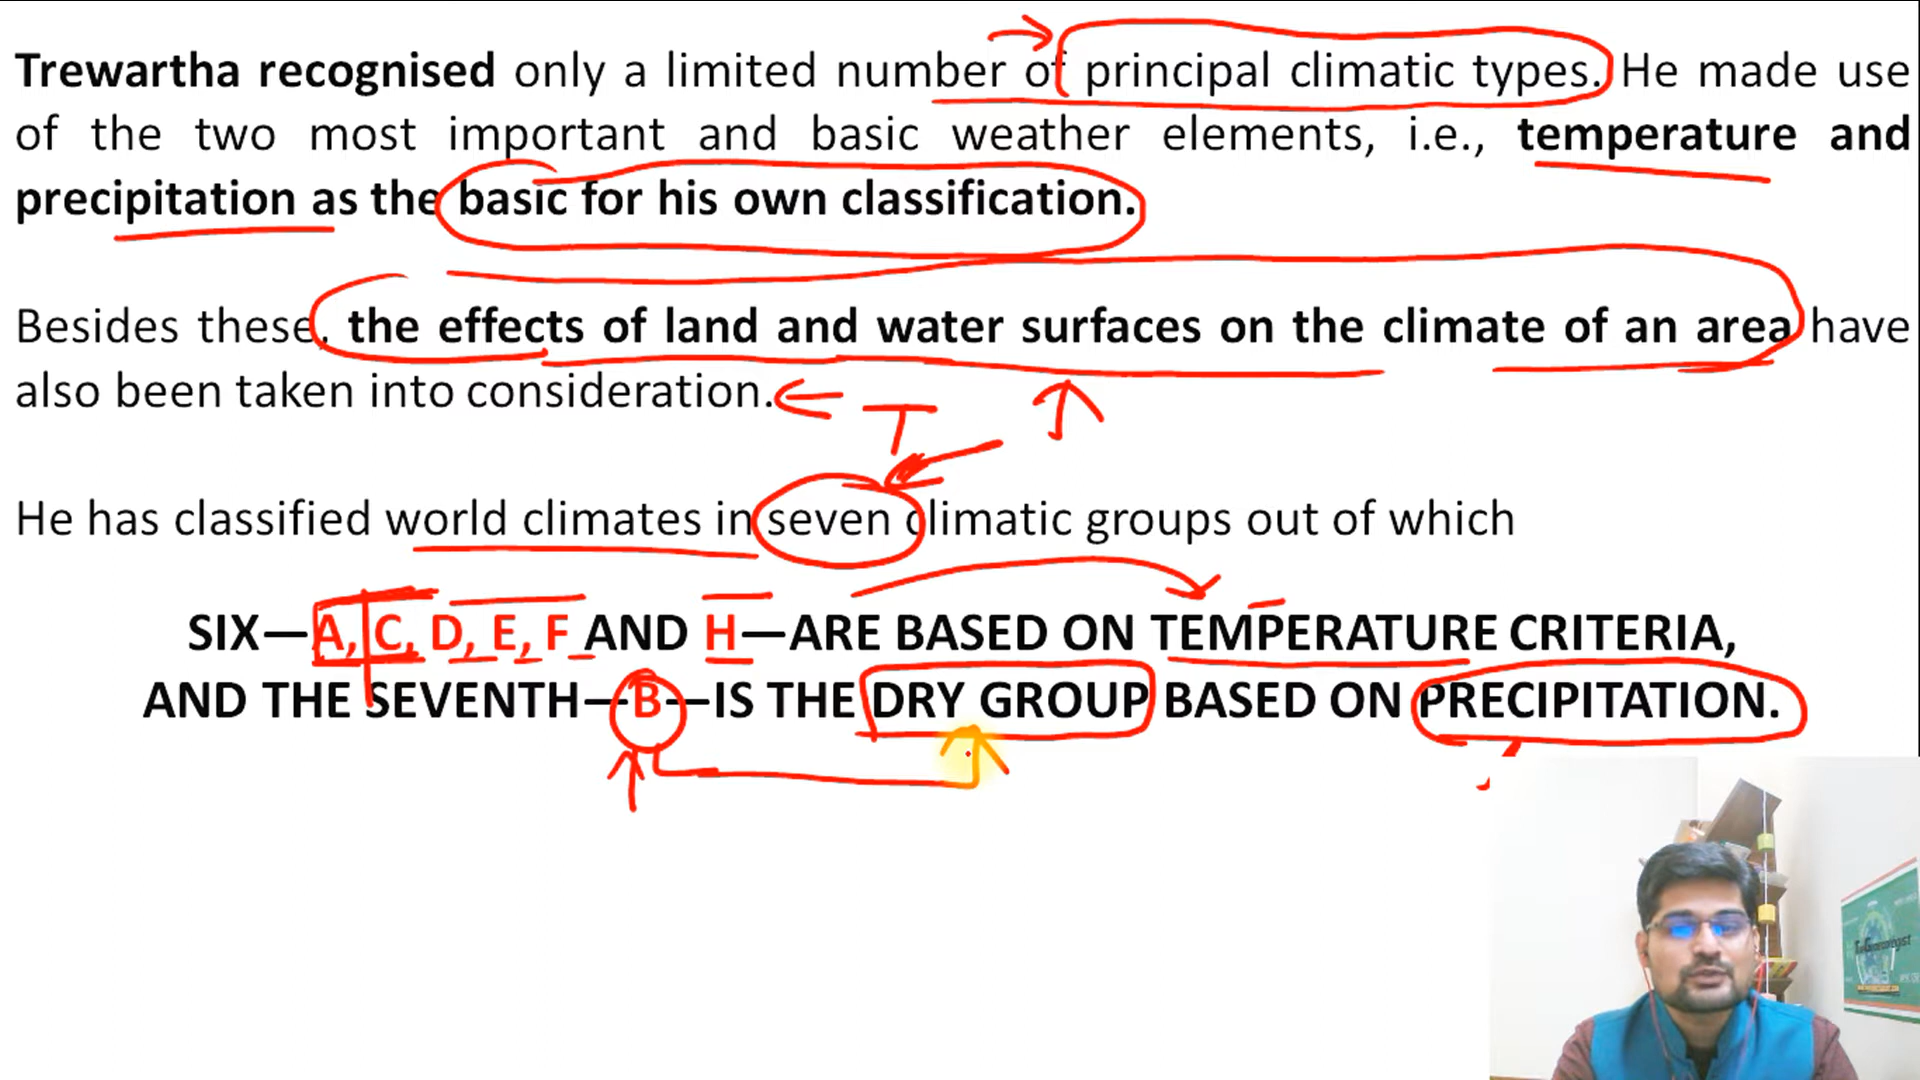 Trewartha recognised only a limited number of principal climatic types. He made use
of the two most important and basic weather elements, i.e., temperature and
precipitation as the basic for his own classification.
Besides these, the effects of land and water surfaces on the climate of an area have
also been taken into consideration.
T
He has classified world climates in seven climatic groups out of which
SIX—A, C, D, E, F AND H—ARE BASED ON TEMPERATURE CRITERIA,
AND THE SEVENTH—B—IS THE DRY GROUP BASED ON PRECIPITATION.